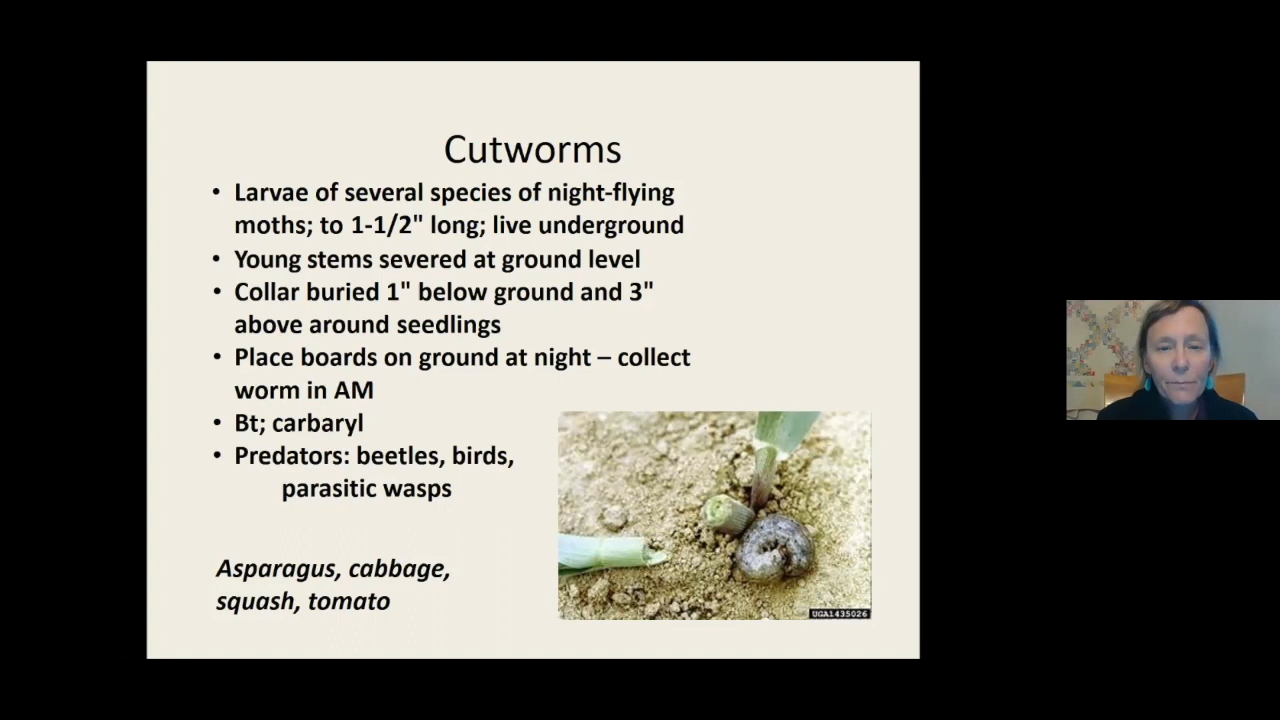 Cutworms
• Larvae of several species of night-flying
moths; to 1-1/2" long; live underground
• Young stems severed at ground level
• Collar buried 1" below ground and 3"
above around seedlings
• Place boards on ground at night – collect
worm in AM
• Bt; carbaryl
• Predators: beetles, birds,
parasitic wasps
Asparagus, cabbage,
squash, tomato
UGA1435026